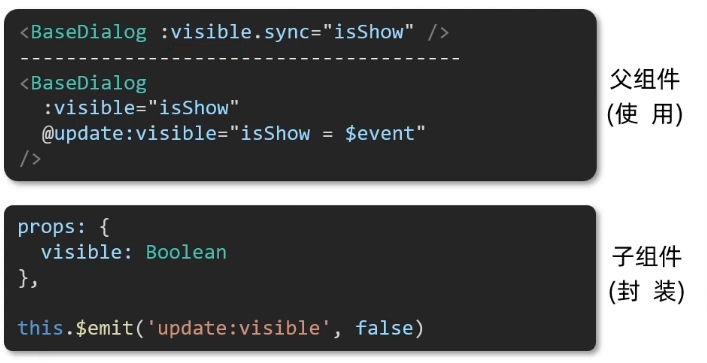 <BaseDialog :visible.sync="isShow" />
--------------------------------------
<BaseDialog
  :visible="isShow"
  @update:visible="isShow = $event"
/>
父组件
(使 用)
props: {
  visible: Boolean
},
this.$emit('update:visible', false)
子组件
(封 装)